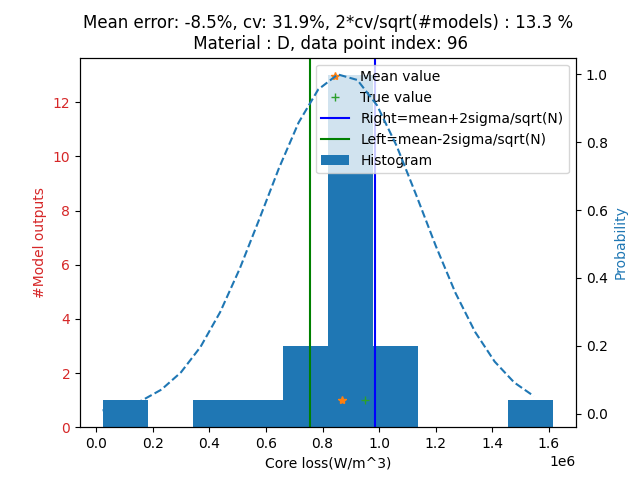 Mean error: -8.5%, cv: 31.9%, 2*cv/sqrt(#models) : 13.3 %
Material : D, data point index: 96
Mean value
True value
Right=mean+2sigma/sqrt(N)
Left=mean-2sigma/sqrt(N)
Histogram
#Model outputs
12
10
8
6
4
2
0
Probability
1.0
0.8
0.6
0.4
0.2
0.0
0.0 0.2 0.4 0.6 0.8 1.0 1.2 1.4 1.6
1e6
Core loss(W/m^3)